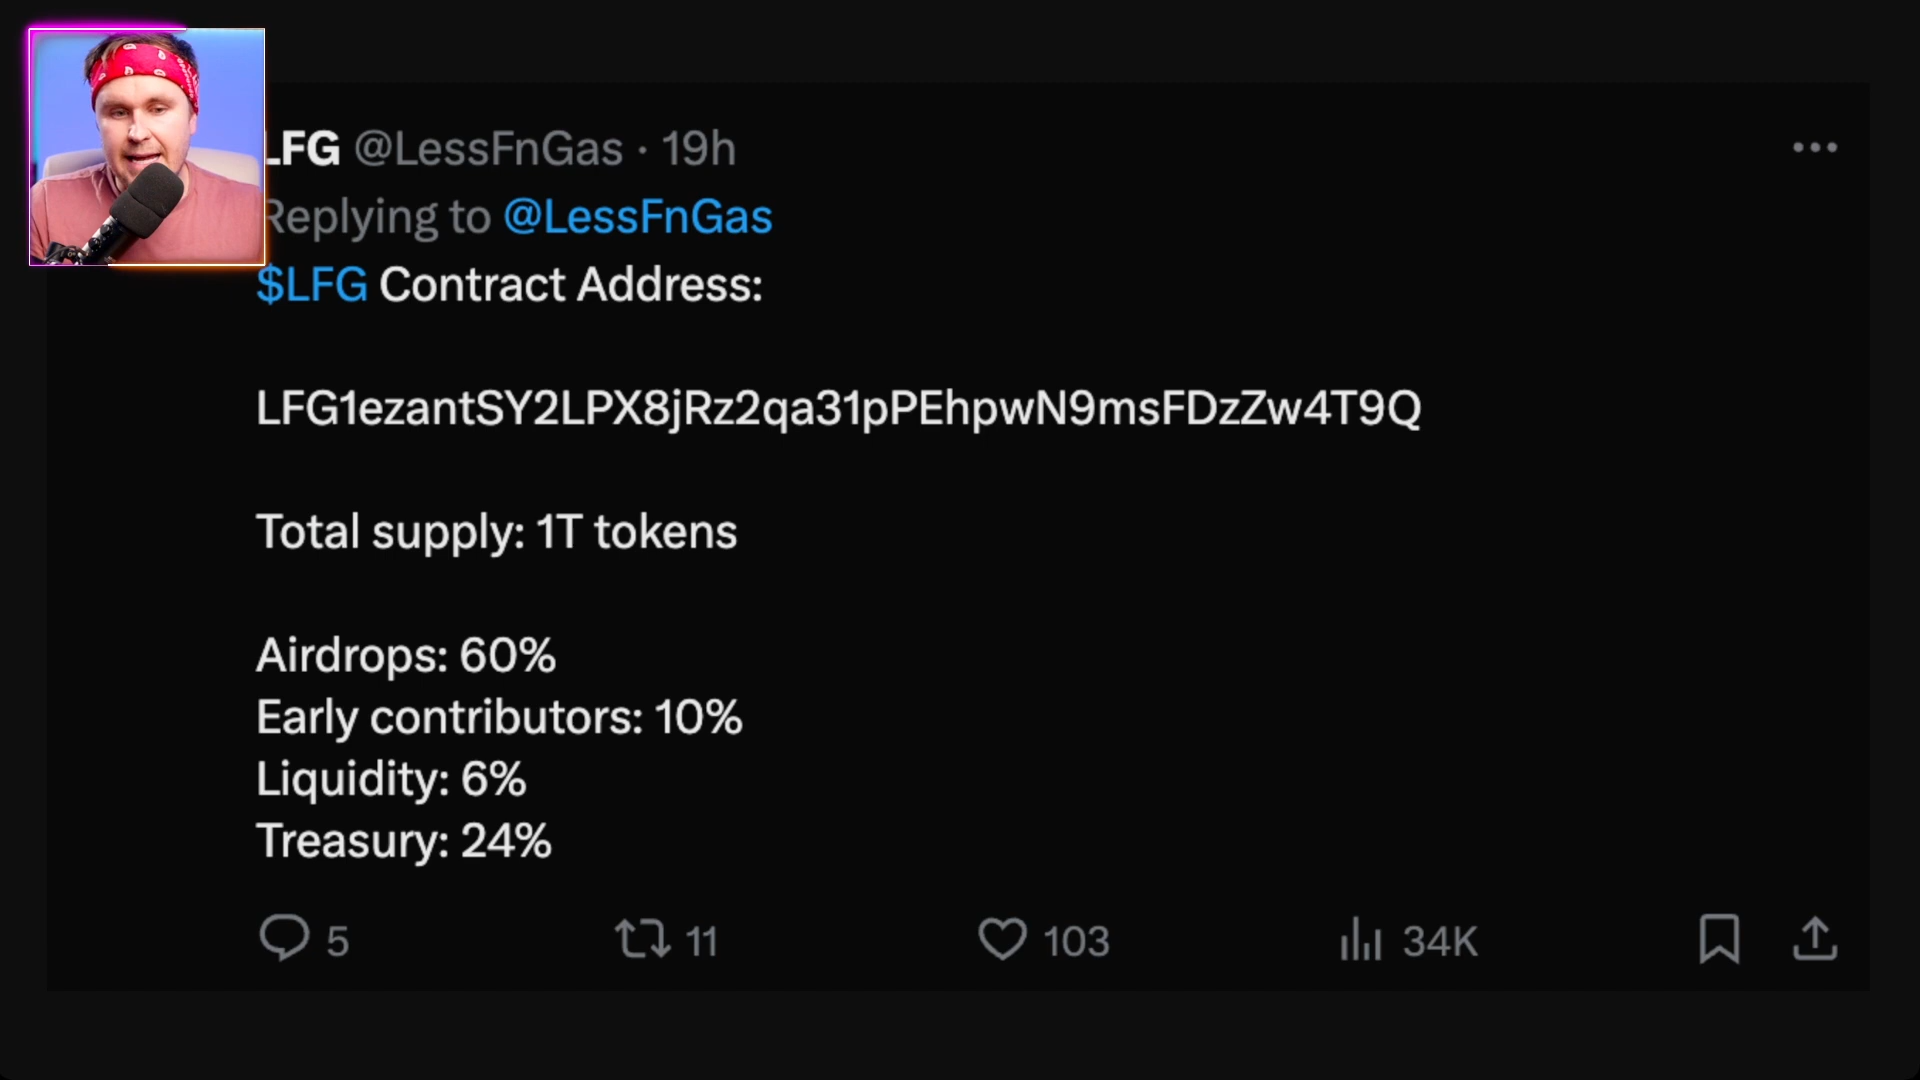 LFG @LessFnGas · 19h
Replying to @LessFnGas
$LFG Contract Address:
LFG1ezantSY2LPX8jRz2qa31pPEhpwN9msFDzZw4T9Q
Total supply: 1T tokens
Airdrops: 60%
Early contributors: 10%
Liquidity: 6%
Treasury: 24%
5 11 103 34K